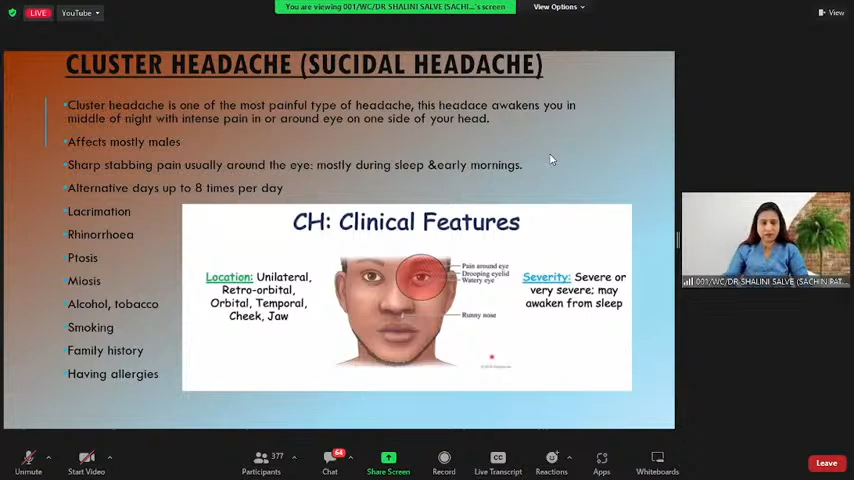 LIVE
YouTube
You are viewing 001/WC/DR SHALINI SALVE (SACHI...'s screen
View Options
View
CLUSTER HEADACHE (SUCIDAL HEADACHE)
Cluster headache is one of the most painful type of headache, this headace awakens you in
middle of night with intense pain in or around eye on one side of your head.
Affects mostly males
Sharp stabbing pain usually around the eye: mostly during sleep &early mornings.
Alternative days up to 8 times per day
Lacrimation
Rhinorrhoea
Ptosis
Miosis
Alcohol, tobacco
Smoking
Family history
Having allergies
CH: Clinical Features
Location: Unilateral,
Retro-orbital,
Orbital, Temporal,
Cheek, Jaw
Pain around eye
Drooping eyelid
Watery eye
Runny nose
Severity: Severe or
very severe; may
awaken from sleep
001/WC/DR SHALINI SALVE (SACHIN PAT...
Unmute
Start Video
Participants
377
Chat
64
Share Screen
Record
CC
Live Transcript
Reactions
Apps
Whiteboards
Leave